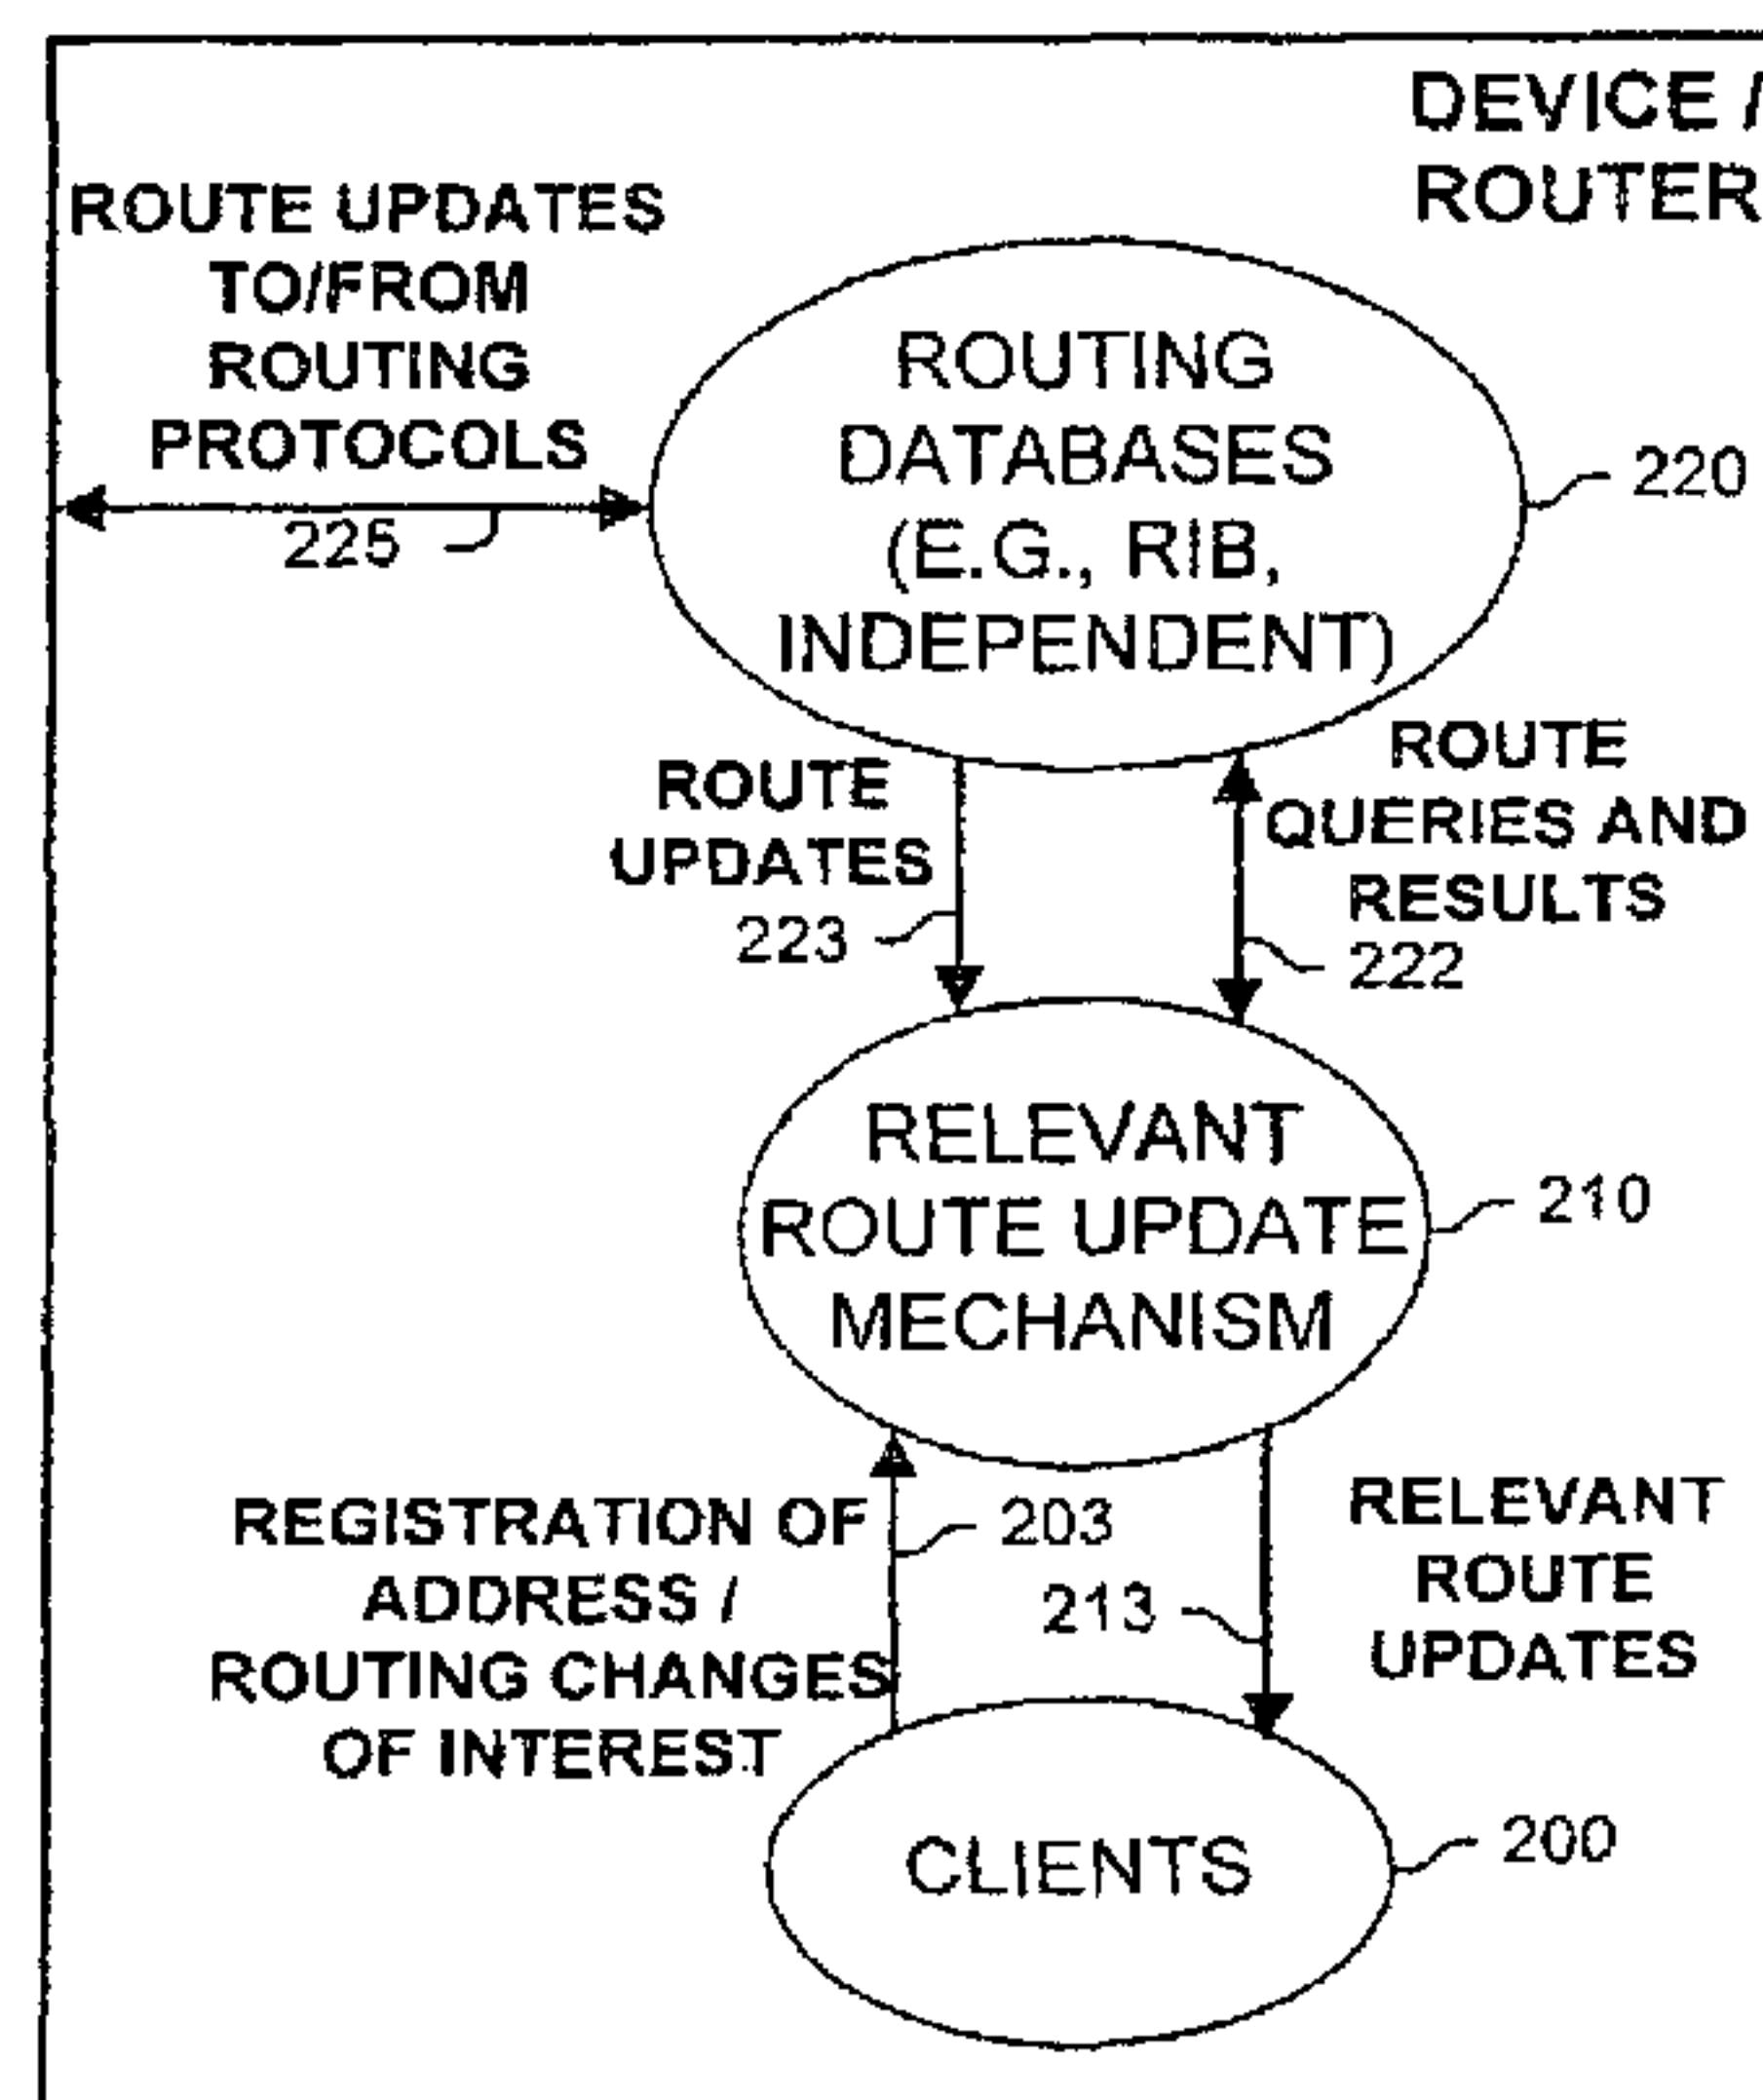 DEVICE /
ROUTER
ROUTE UPDATES
TO/FROM
ROUTING
PROTOCOLS
225
ROUTING
DATABASES
(E.G., RIB,
INDEPENDENT)
220
ROUTE
UPDATES
223
ROUTE
QUERIES AND
RESULTS
222
RELEVANT
ROUTE UPDATE
MECHANISM
210
REGISTRATION OF
ADDRESS /
ROUTING CHANGES
OF INTEREST
203
213
RELEVANT
ROUTE
UPDATES
CLIENTS
200